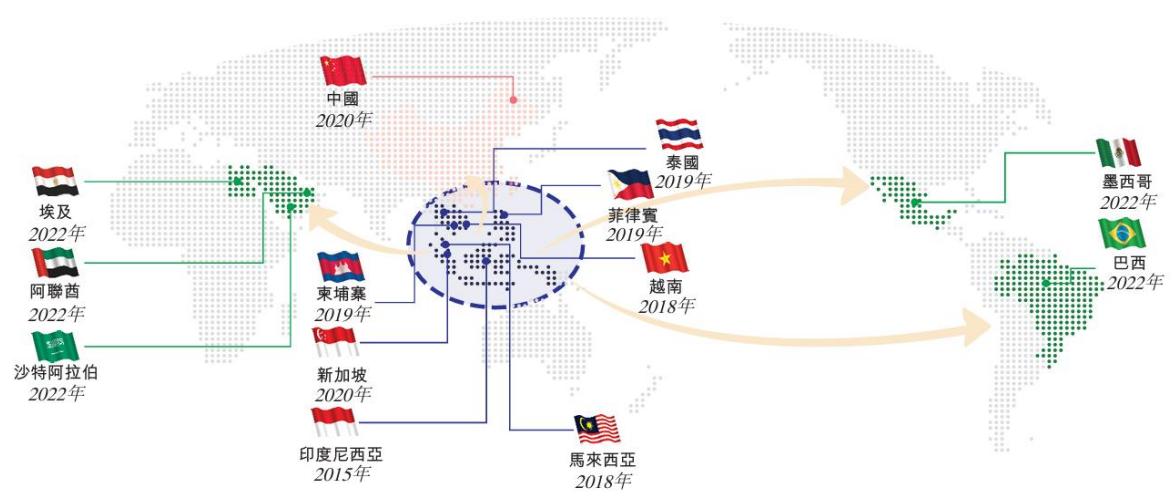 中國
2020年
泰國
2019年
菲律賓
2019年
越南
2018年
墨西哥
2022年
巴西
2022年
埃及
2022年
阿聯酋
2022年
沙特阿拉伯
2022年
柬埔寨
2019年
新加坡
2020年
印度尼西亞
2015年
馬來西亞
2018年